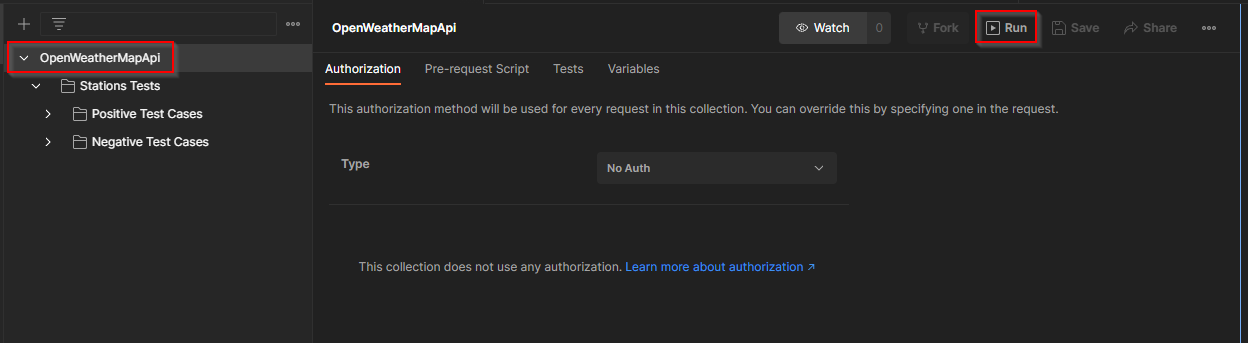 OpenWeatherMapApi
Stations Tests
Positive Test Cases
Negative Test Cases
OpenWeatherMapApi
Watch 0 Fork Run Save Share
Authorization Pre-request Script Tests Variables
This authorization method will be used for every request in this collection. You can override this by specifying one in the request.
Type No Auth
This collection does not use any authorization. Learn more about authorization ↗